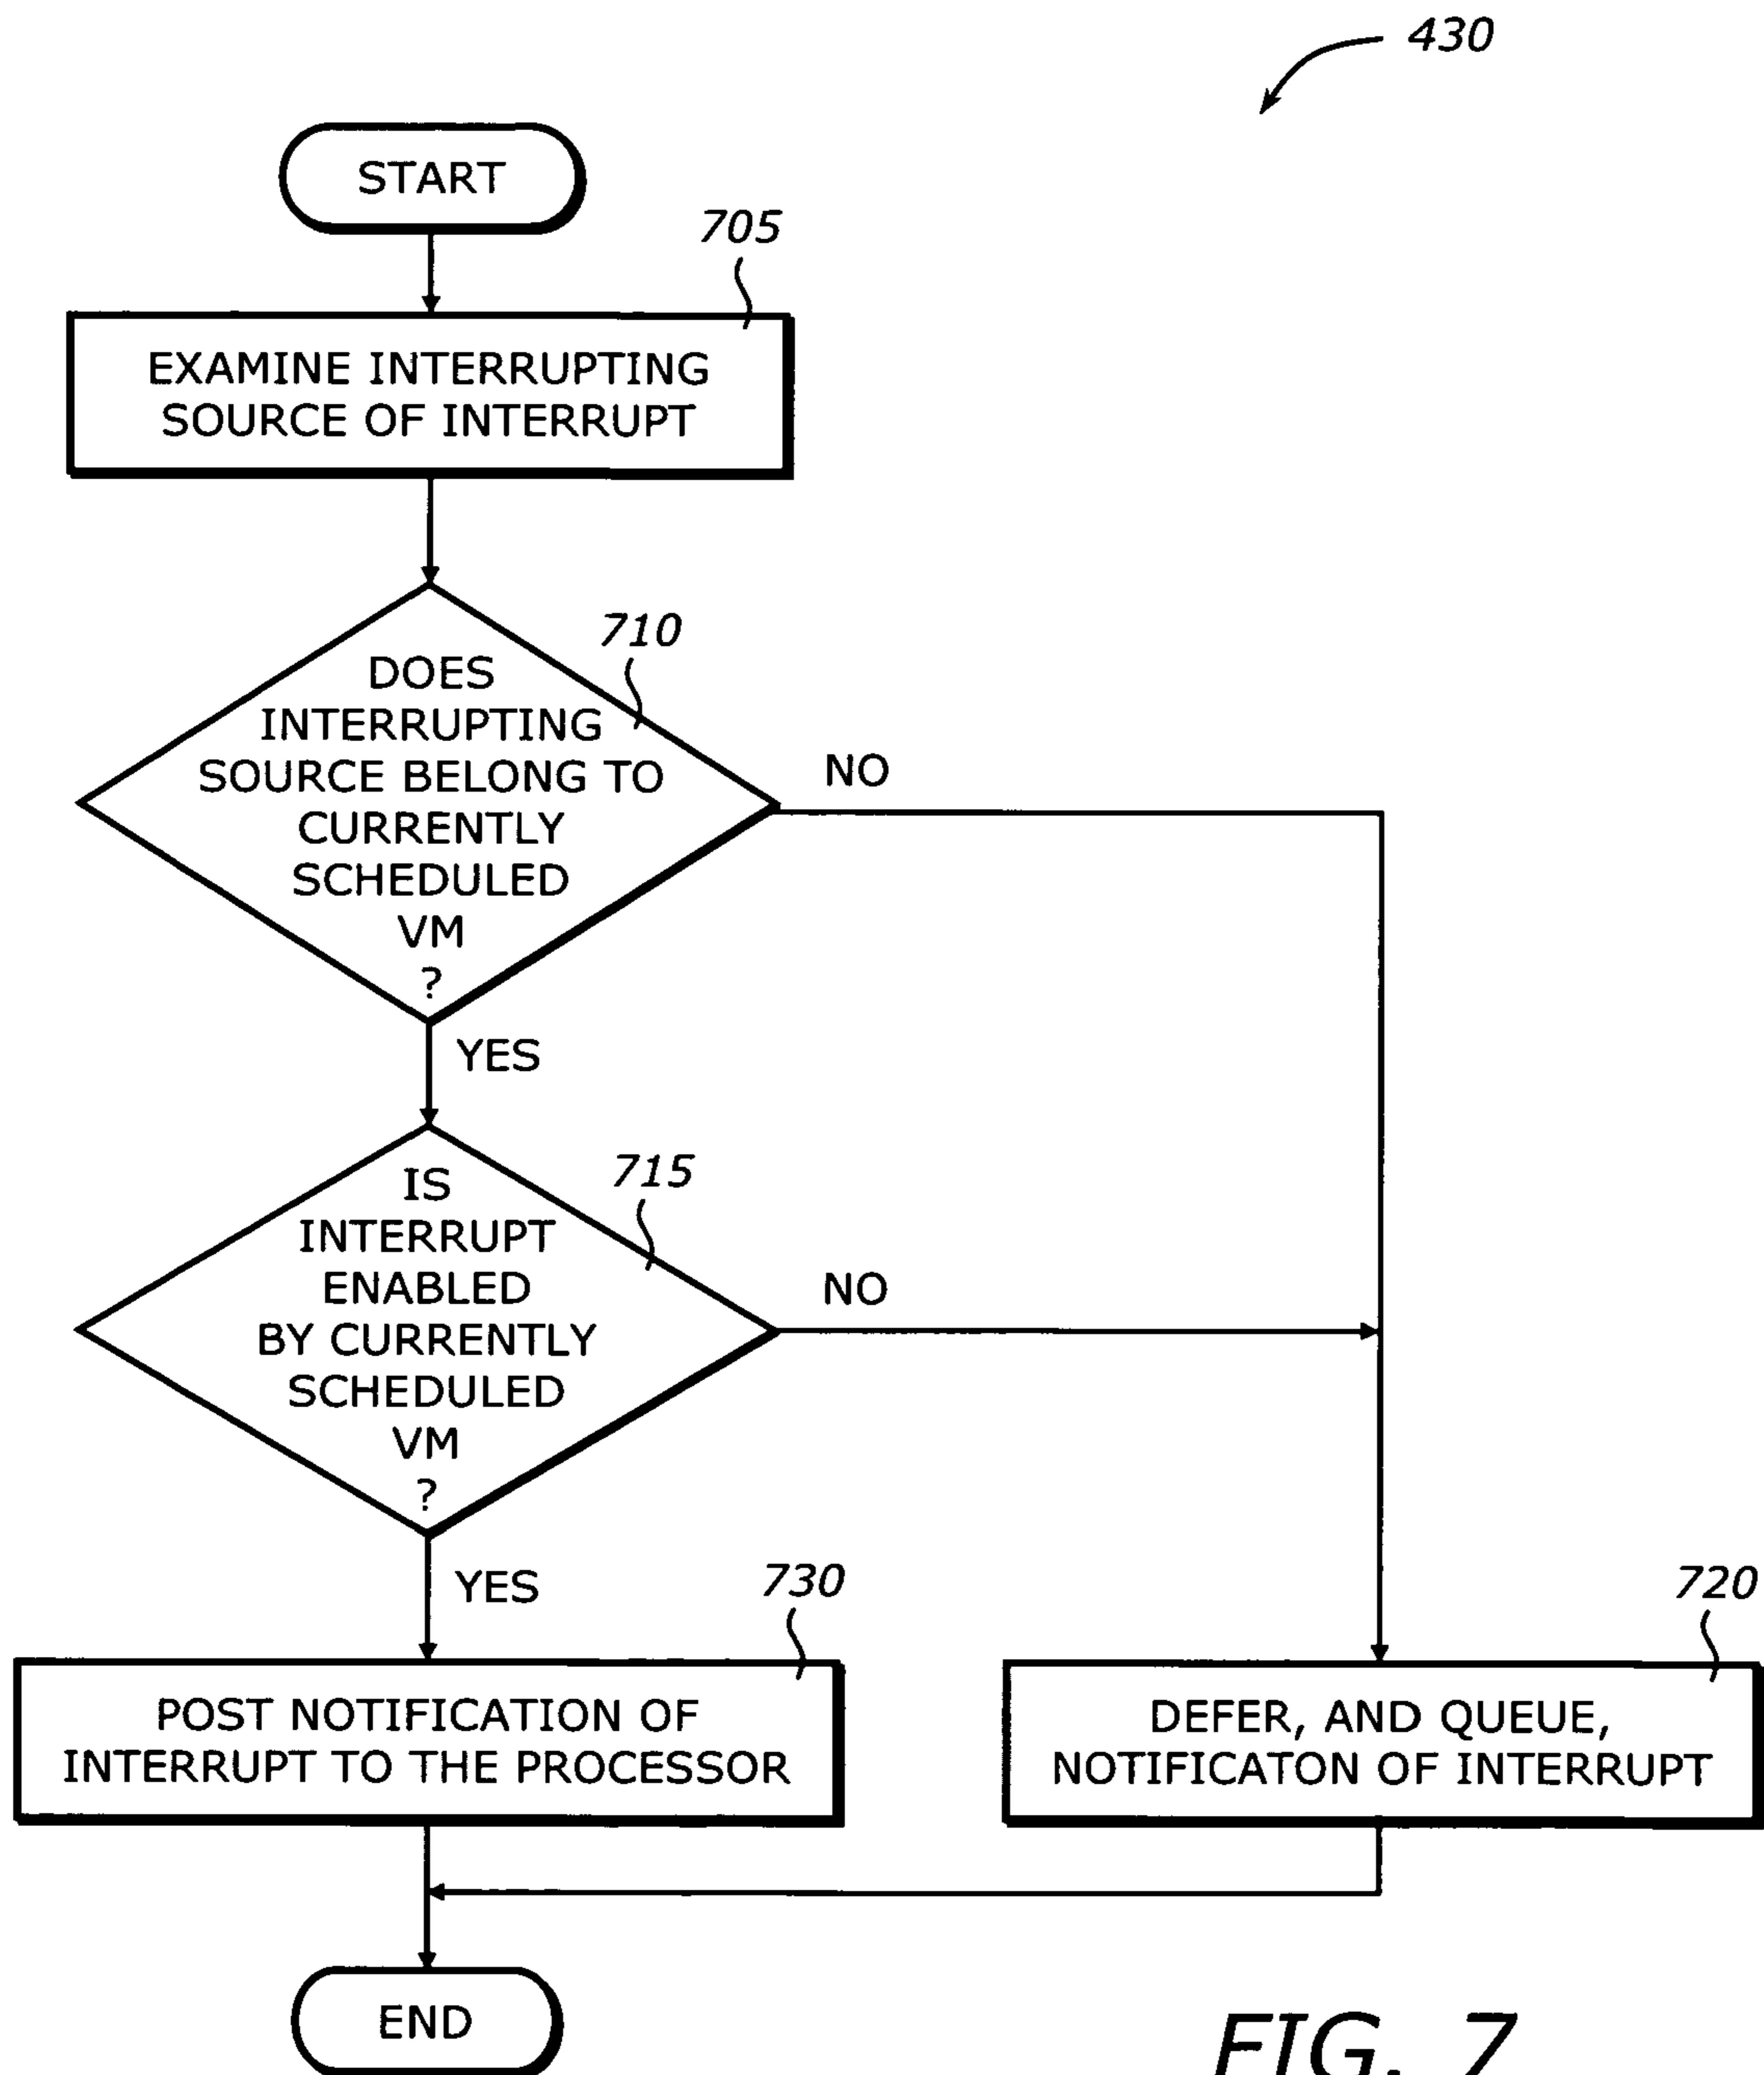 430
START
705
EXAMINE INTERRUPTING
SOURCE OF INTERRUPT
710
DOES
INTERRUPTING
SOURCE BELONG TO
CURRENTLY
SCHEDULED
VM
?
NO
YES
715
IS
INTERRUPT
ENABLED
BY CURRENTLY
SCHEDULED
VM
?
NO
YES
730
POST NOTIFICATION OF
INTERRUPT TO THE PROCESSOR
720
DEFER, AND QUEUE,
NOTIFICATON OF INTERRUPT
END
FIG. 7